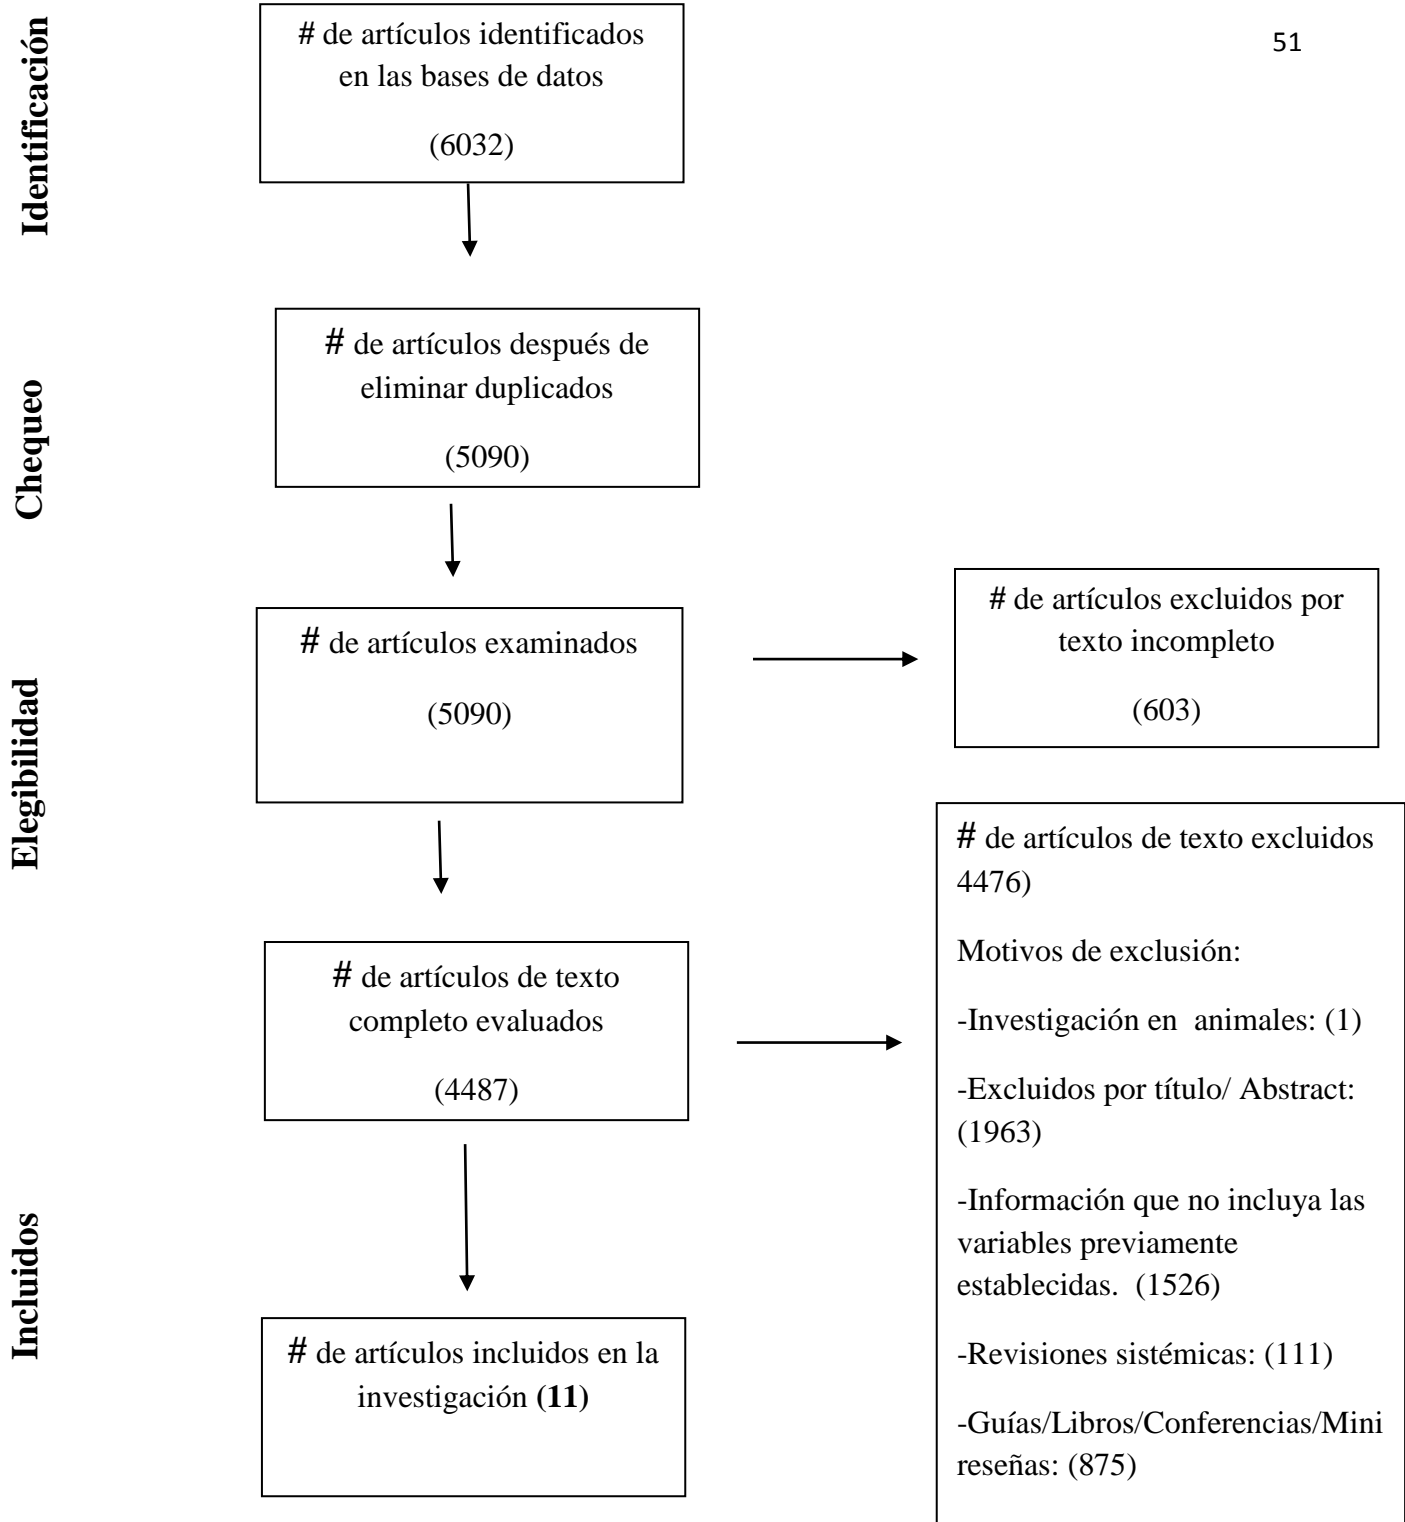 51
Identificación
# de artículos identificados
en las bases de datos
(6032)
Chequeo
# de artículos después de
eliminar duplicados
(5090)
Elegibilidad
# de artículos examinados
(5090)
# de artículos excluidos por
texto incompleto
(603)
# de artículos de texto
completo evaluados
(4487)
# de artículos de texto excluidos
4476)
Motivos de exclusión:
-Investigación en  animales: (1)
-Excluidos por título/ Abstract:
(1963)
-Información que no incluya las
variables previamente
establecidas.  (1526)
-Revisiones sistémicas: (111)
-Guías/Libros/Conferencias/Mini
reseñas: (875)
Incluidos
# de artículos incluidos en la
investigación (11)